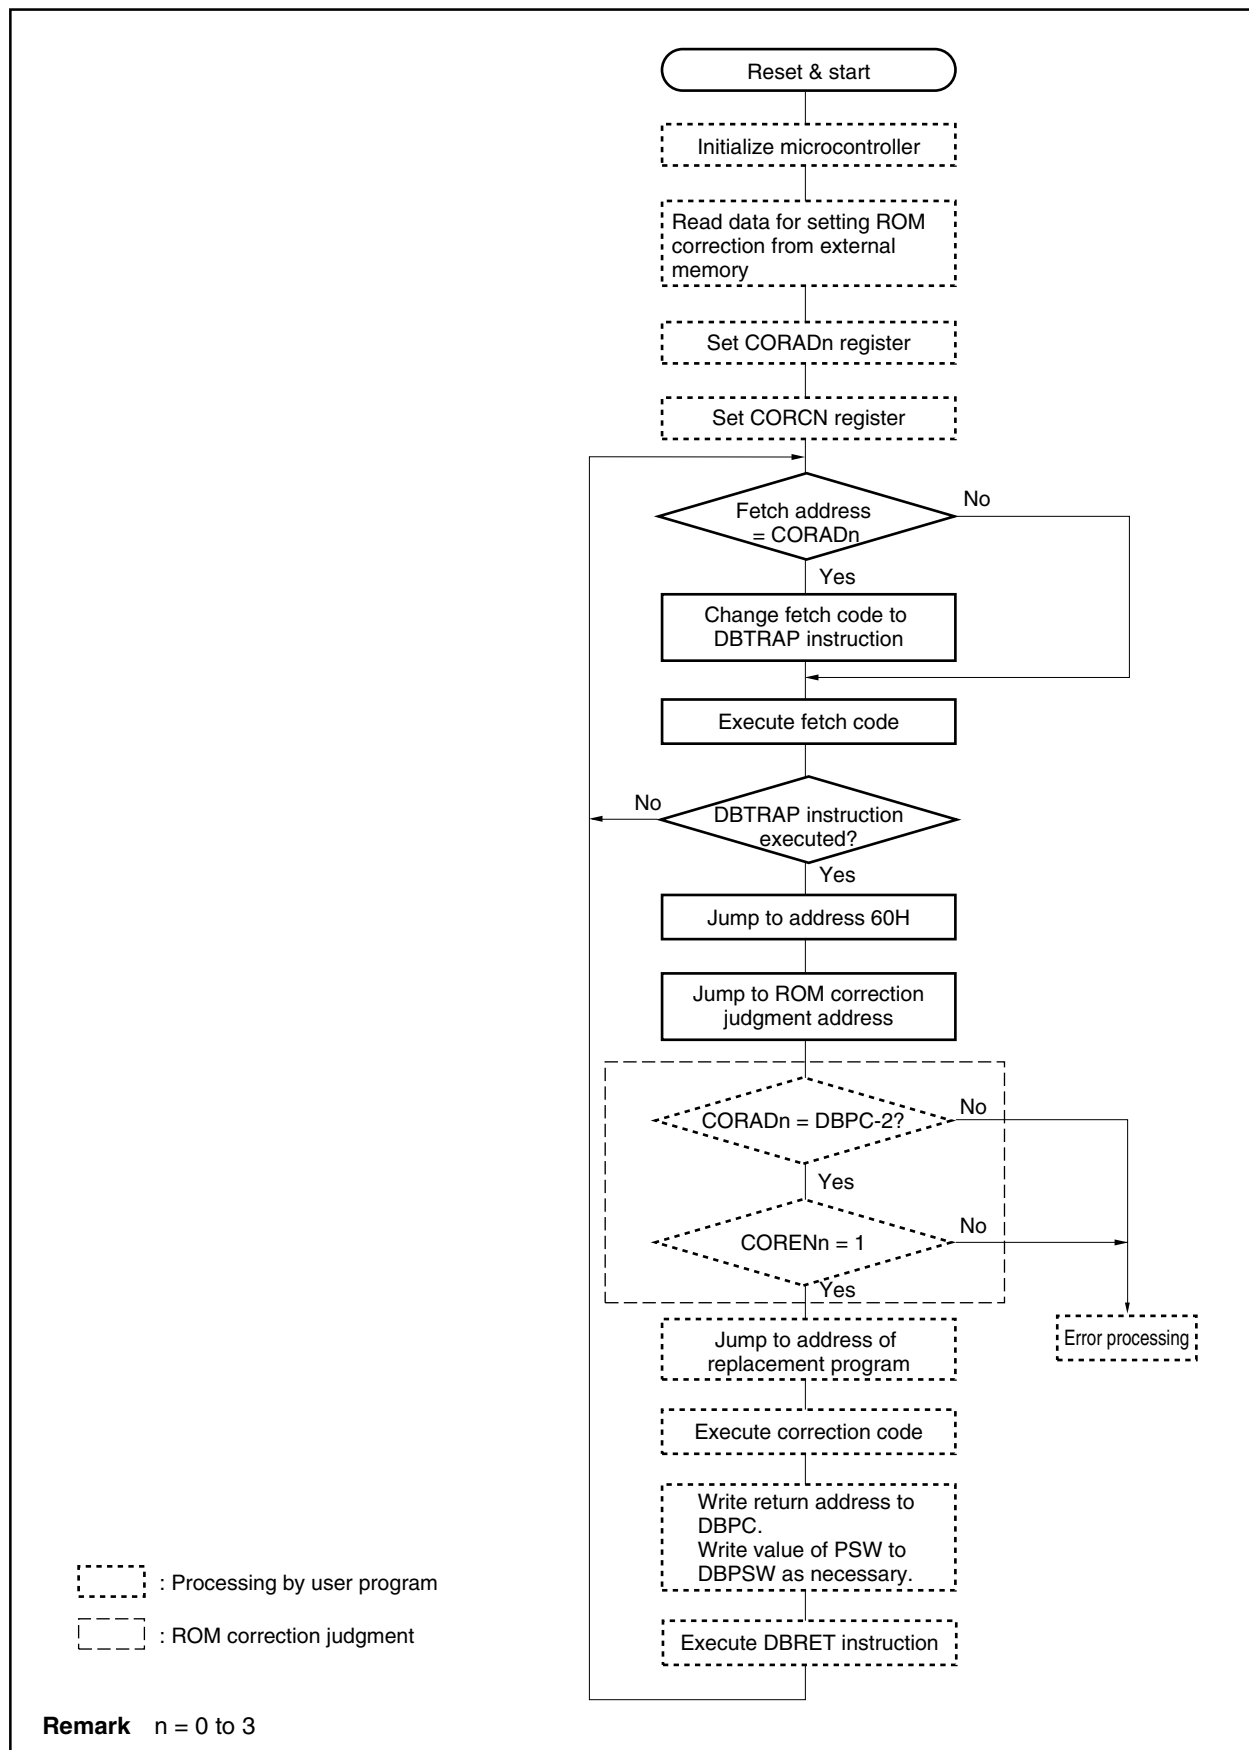 Reset & start
Initialize microcontroller
Read data for setting ROM
correction from external
memory
Set CORADn register
Set CORCN register
Fetch address
= CORADn
No
Yes
Change fetch code to
DBTRAP instruction
Execute fetch code
No
DBTRAP instruction
executed?
Yes
Jump to address 60H
Jump to ROM correction
judgment address
CORADn = DBPC-2?
No
Yes
CORENn = 1
No
Yes
Jump to address of
replacement program
Error processing
Execute correction code
Write return address to
DBPC.
Write value of PSW to
DBPSW as necessary.
: Processing by user program
: ROM correction judgment
Execute DBRET instruction
Remark n = 0 to 3